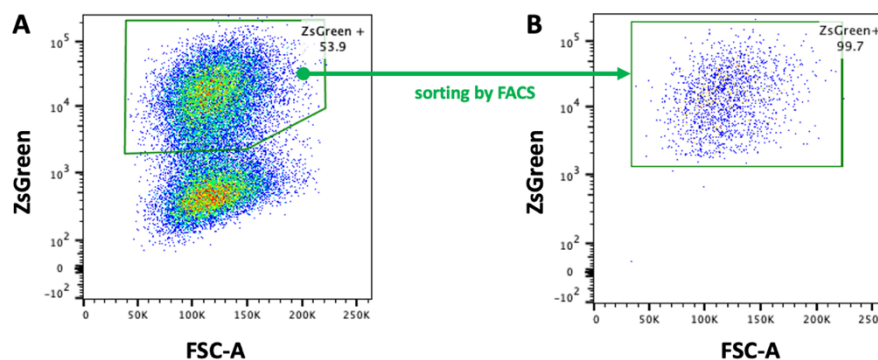 A
B
ZsGreen +
53.9
ZsGreen+
99.7
sorting by FACS
ZsGreen
10⁵
10⁴
10³
10²
0
-10²
0
50K
100K
150K
200K
250K
FSC-A
ZsGreen
10⁵
10⁴
10³
10²
0
-10²
0
50K
100K
150K
200K
250K
FSC-A